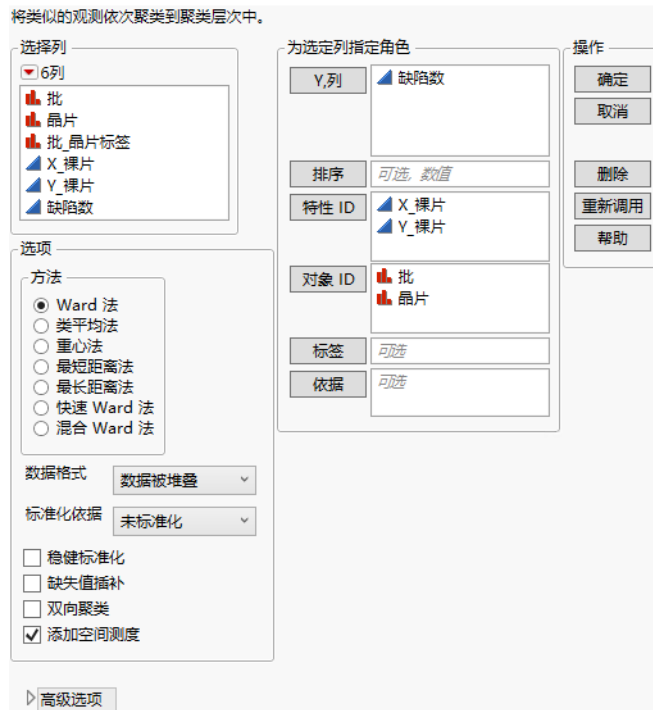 将类似的观测依次聚类到聚类层次中。
选择列
6列
批
晶片
批_晶片标签
X_裸片
Y_裸片
缺陷数
选项
方法
Ward 法
类平均法
重心法
最短距离法
最长距离法
快速 Ward 法
混合 Ward 法
数据格式
数据被堆叠
标准化依据
未标准化
稳健标准化
缺失值插补
双向聚类
添加空间测度
高级选项
为选定列指定角色
Y,列
缺陷数
排序
可选, 数值
特性 ID
X_裸片
Y_裸片
对象 ID
批
晶片
标签
可选
依据
可选
操作
确定
取消
删除
重新调用
帮助